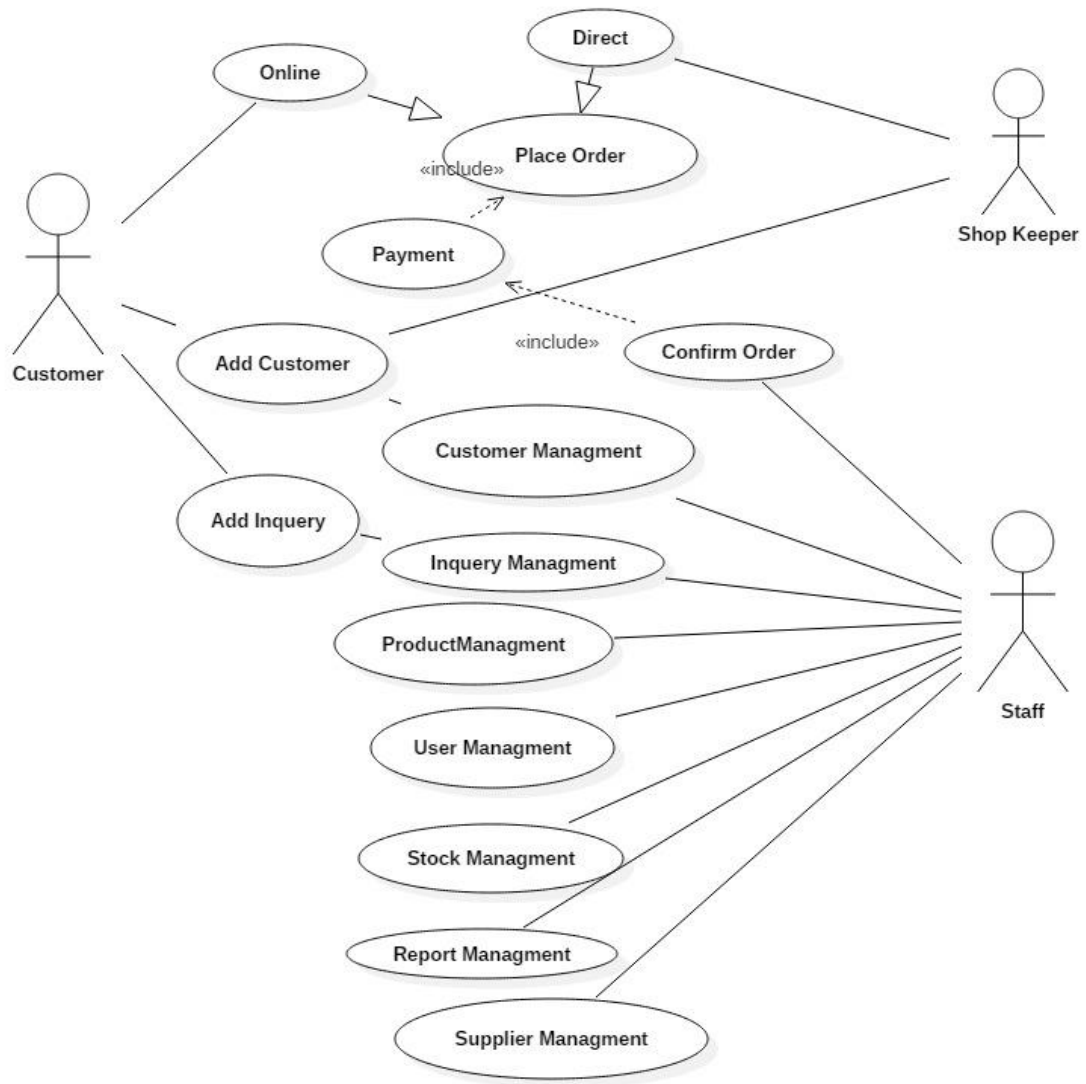 Direct
Online
Place Order
«include»
Shop Keeper
Payment
«include»
Confirm Order
Add Customer
Customer
Customer Managment
Add Inquery
Inquery Managment
ProductManagment
Staff
User Managment
Stock Managment
Report Managment
Supplier Managment